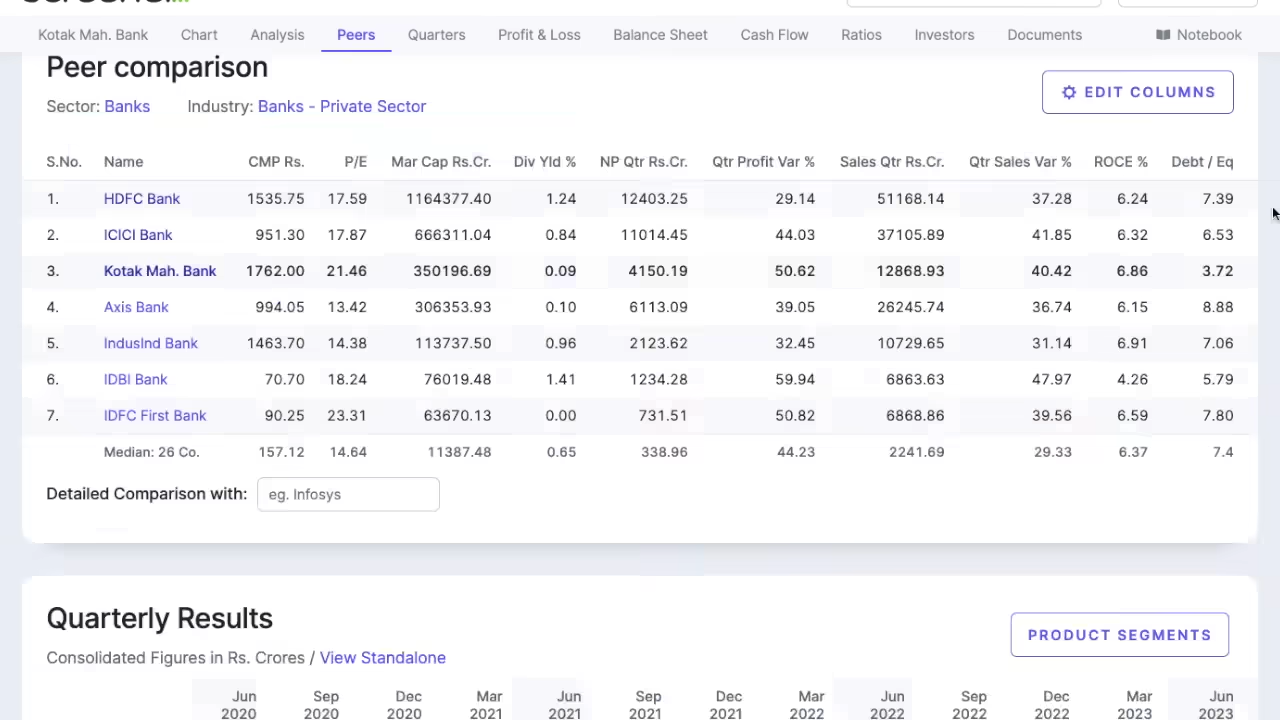 Kotak Mah. Bank Chart Analysis Peers Quarters Profit & Loss Balance Sheet Cash Flow Ratios Investors Documents Notebook
Peer comparison
EDIT COLUMNS
Sector: Banks Industry: Banks - Private Sector
S.No. Name CMP Rs. P/E Mar Cap Rs.Cr. Div Yld % NP Qtr Rs.Cr. Qtr Profit Var % Sales Qtr Rs.Cr. Qtr Sales Var % ROCE % Debt / Eq
1. HDFC Bank 1535.75 17.59 1164377.40 1.24 12403.25 29.14 51168.14 37.28 6.24 7.39
2. ICICI Bank 951.30 17.87 666311.04 0.84 11014.45 44.03 37105.89 41.85 6.32 6.53
3. Kotak Mah. Bank 1762.00 21.46 350196.69 0.09 4150.19 50.62 12868.93 40.42 6.86 3.72
4. Axis Bank 994.05 13.42 306353.93 0.10 6113.09 39.05 26245.74 36.74 6.15 8.88
5. IndusInd Bank 1463.70 14.38 113737.50 0.96 2123.62 32.45 10729.65 31.14 6.91 7.06
6. IDBI Bank 70.70 18.24 76019.48 1.41 1234.28 59.94 6863.63 47.97 4.26 5.79
7. IDFC First Bank 90.25 23.31 63670.13 0.00 731.51 50.82 6868.86 39.56 6.59 7.80
Median: 26 Co. 157.12 14.64 11387.48 0.65 338.96 44.23 2241.69 29.33 6.37 7.4
Detailed Comparison with: eg. Infosys
Quarterly Results
PRODUCT SEGMENTS
Consolidated Figures in Rs. Crores / View Standalone
Jun Sep Dec Mar Jun Sep Dec Mar Jun Sep Dec Mar Jun
2020 2020 2020 2021 2021 2021 2021 2022 2022 2022 2022 2023 2023